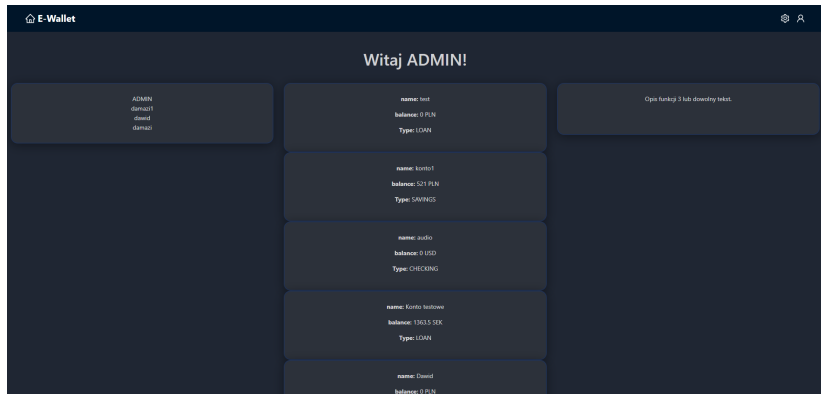 E-Wallet
Witaj ADMIN!
ADMIN
damazi1
dawid
damazi
name: test
balance: 0 PLN
Type: LOAN
name: konto1
balance: 521 PLN
Type: SAVINGS
name: audio
balance: 0 USD
Type: CHECKING
name: Konto testowe
balance: 1363.5 SEK
Type: LOAN
name: Dawid
balance: 0 PLN
Opis funkcji 3 lub dowolny tekst.